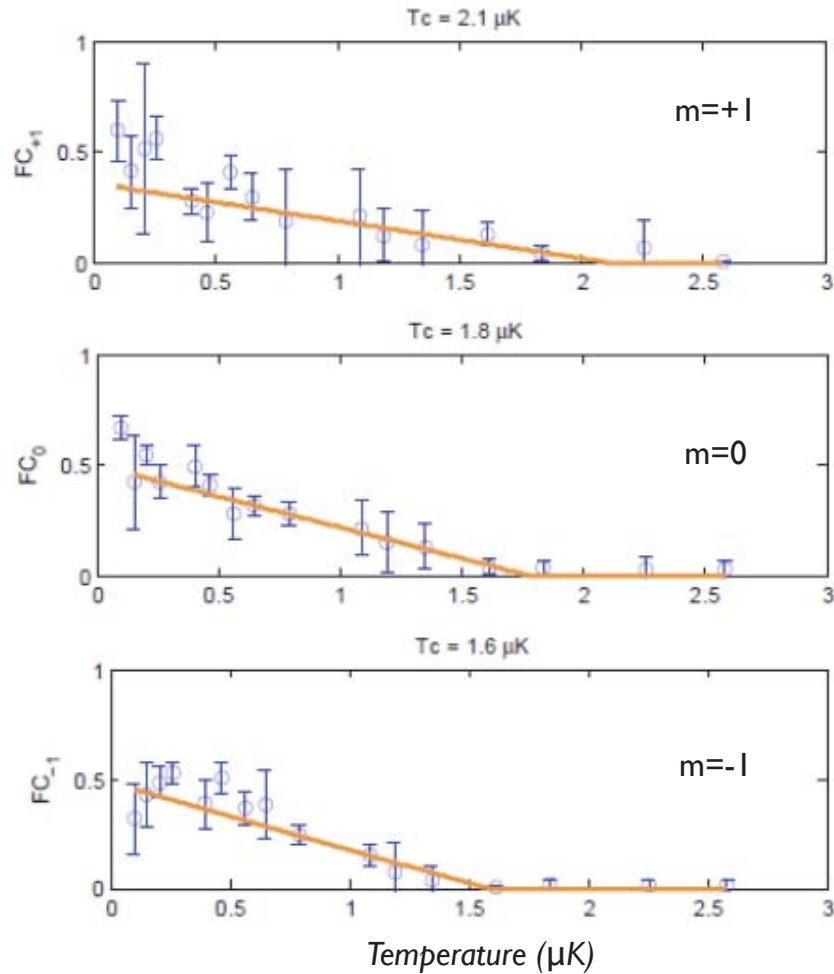 Tc = 2.1 µK
1
0.5
0
FC+1
m=+1
0 0.5 1 1.5 2 2.5 3
Tc = 1.8 µK
1
0.5
0
FC0
m=0
0 0.5 1 1.5 2 2.5 3
Tc = 1.6 µK
1
0.5
0
FC-1
m=-1
0 0.5 1 1.5 2 2.5 3
Temperature (µK)